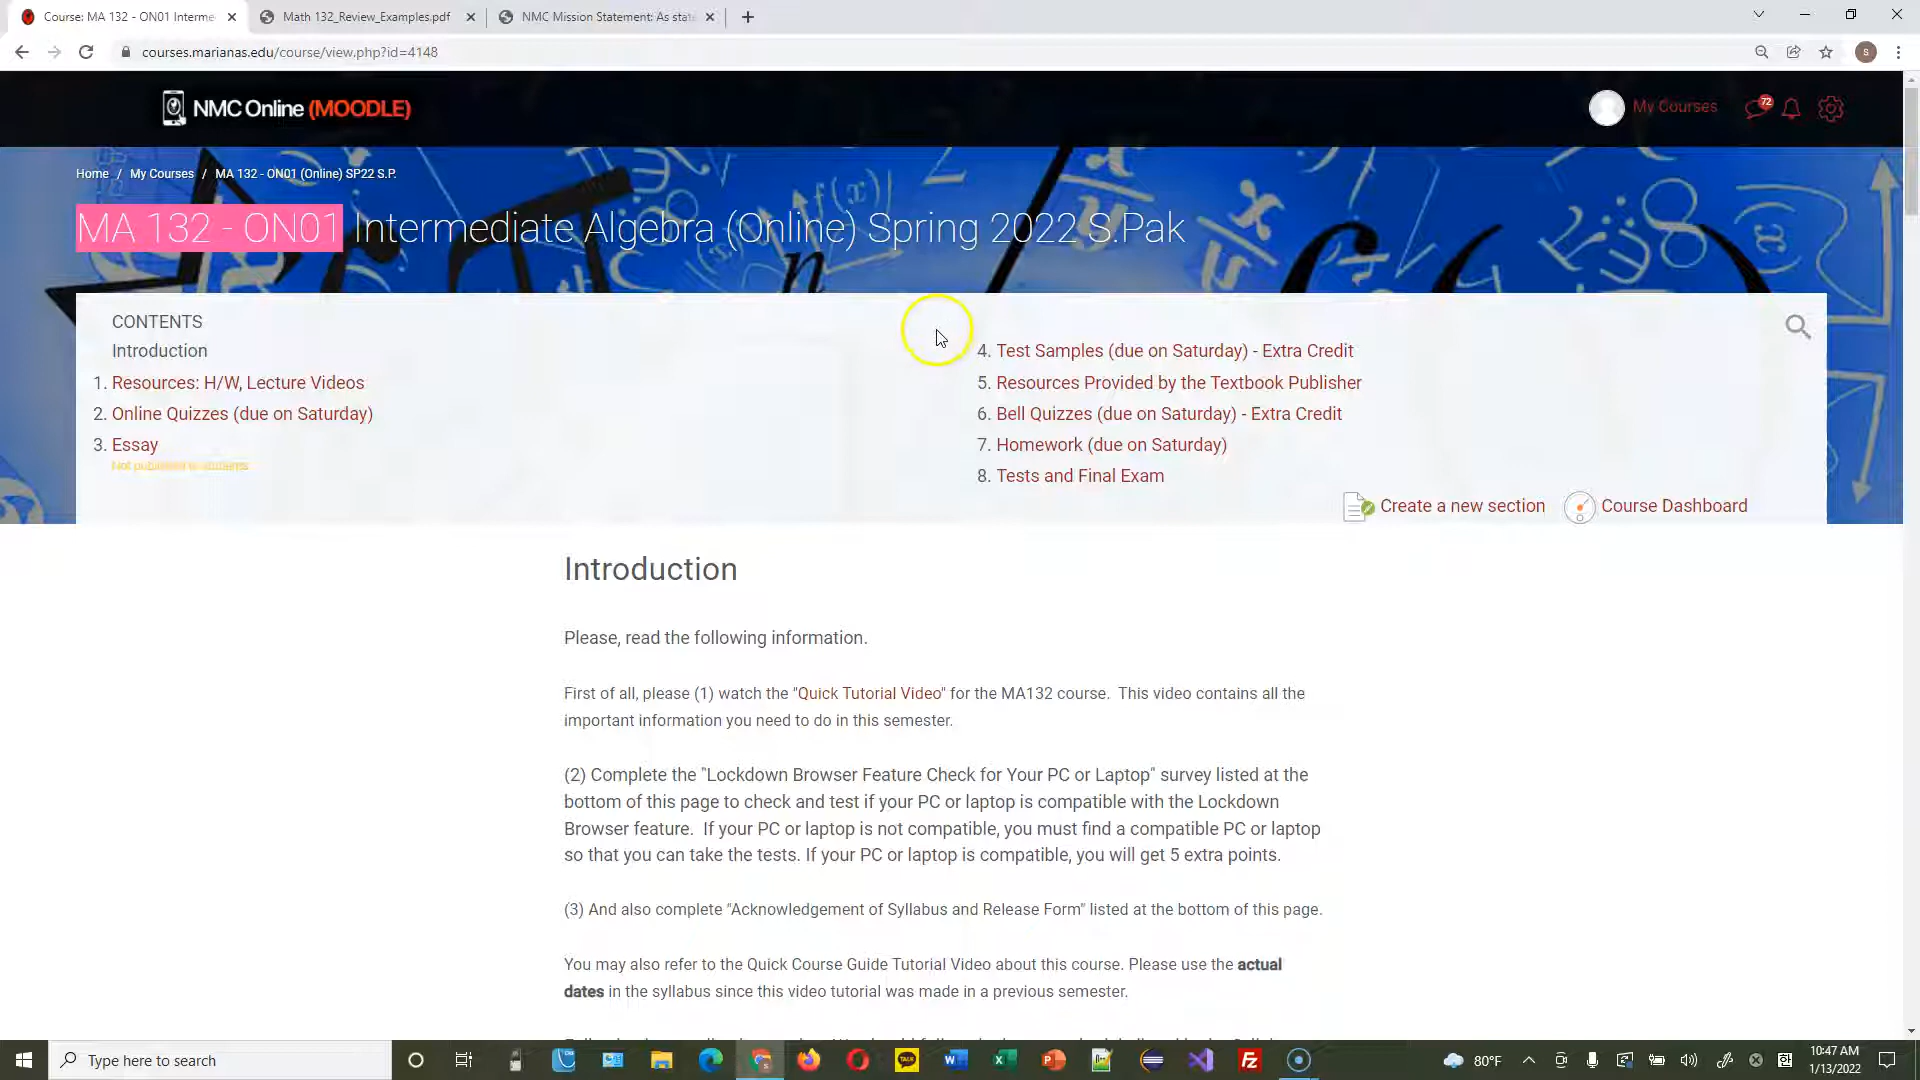 Course: MA 132 - ON01 Interme
Math 132_Review_Examples.pdf
NMC Mission Statement: As stat
courses.marianas.edu/course/view.php?id=4148
S
NMC Online (MOODLE)
My Courses
72
Home / My Courses / MA 132 - ON01 (Online) SP22 S.P.
MA 132 - ON01 Intermediate Algebra (Online) Spring 2022 S.Pak
CONTENTS
Introduction
1. Resources: H/W, Lecture Videos
2. Online Quizzes (due on Saturday)
3. Essay
Not published to students
4. Test Samples (due on Saturday) - Extra Credit
5. Resources Provided by the Textbook Publisher
6. Bell Quizzes (due on Saturday) - Extra Credit
7. Homework (due on Saturday)
8. Tests and Final Exam
Create a new section
Course Dashboard
Introduction
Please, read the following information.
First of all, please (1) watch the "Quick Tutorial Video" for the MA132 course. This video contains all the
important information you need to do in this semester.
(2) Complete the "Lockdown Browser Feature Check for Your PC or Laptop" survey listed at the
bottom of this page to check and test if your PC or laptop is compatible with the Lockdown
Browser feature. If your PC or laptop is not compatible, you must find a compatible PC or laptop
so that you can take the tests. If your PC or laptop is compatible, you will get 5 extra points.
(3) And also complete "Acknowledgement of Syllabus and Release Form" listed at the bottom of this page.
You may also refer to the Quick Course Guide Tutorial Video about this course. Please use the actual
dates in the syllabus since this video tutorial was made in a previous semester.
Type here to search
80°F
10:47 AM
1/13/2022